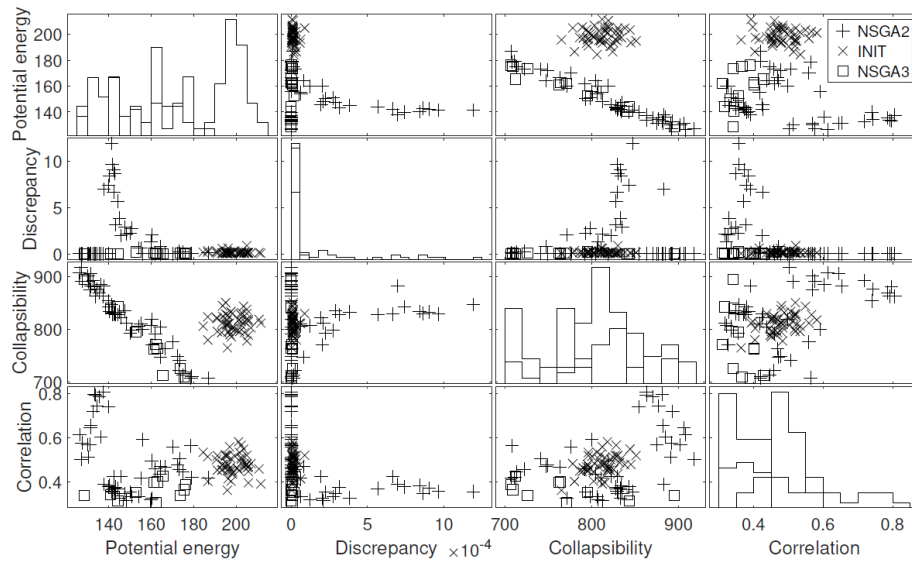 Potential energy
200
180
160
140
NSGA2
INIT
NSGA3
Discrepancy
10
5
0
Collapsibility
900
800
700
Correlation
0.8
0.6
0.4
140 160 180 200
0 5 10
700 800 900
0.4 0.6 0.8
Potential energy
Discrepancy ×10⁻⁴
Collapsibility
Correlation